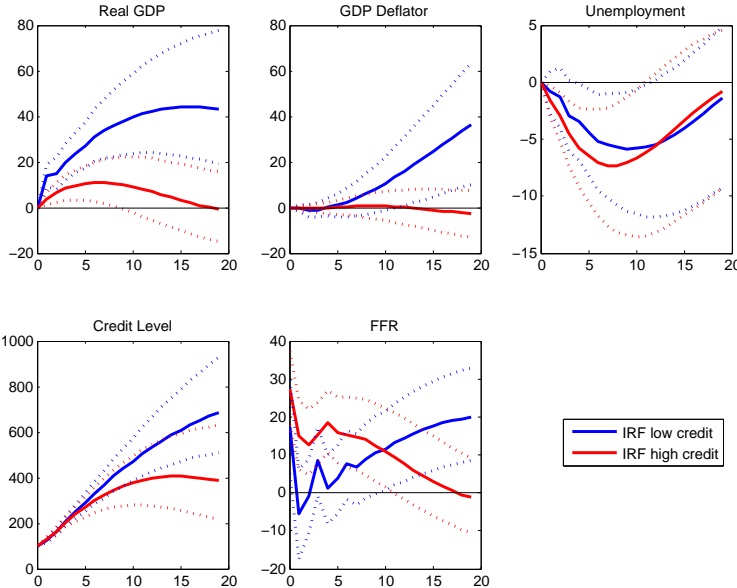 Real GDP
80
60
40
20
0
−20
0 5 10 15 20
GDP Deflator
80
60
40
20
0
−20
0 5 10 15 20
Unemployment
5
0
−5
−10
−15
0 5 10 15 20
Credit Level
1000
800
600
400
200
0
0 5 10 15 20
FFR
40
30
20
10
0
−10
−20
0 5 10 15 20
IRF low credit
IRF high credit